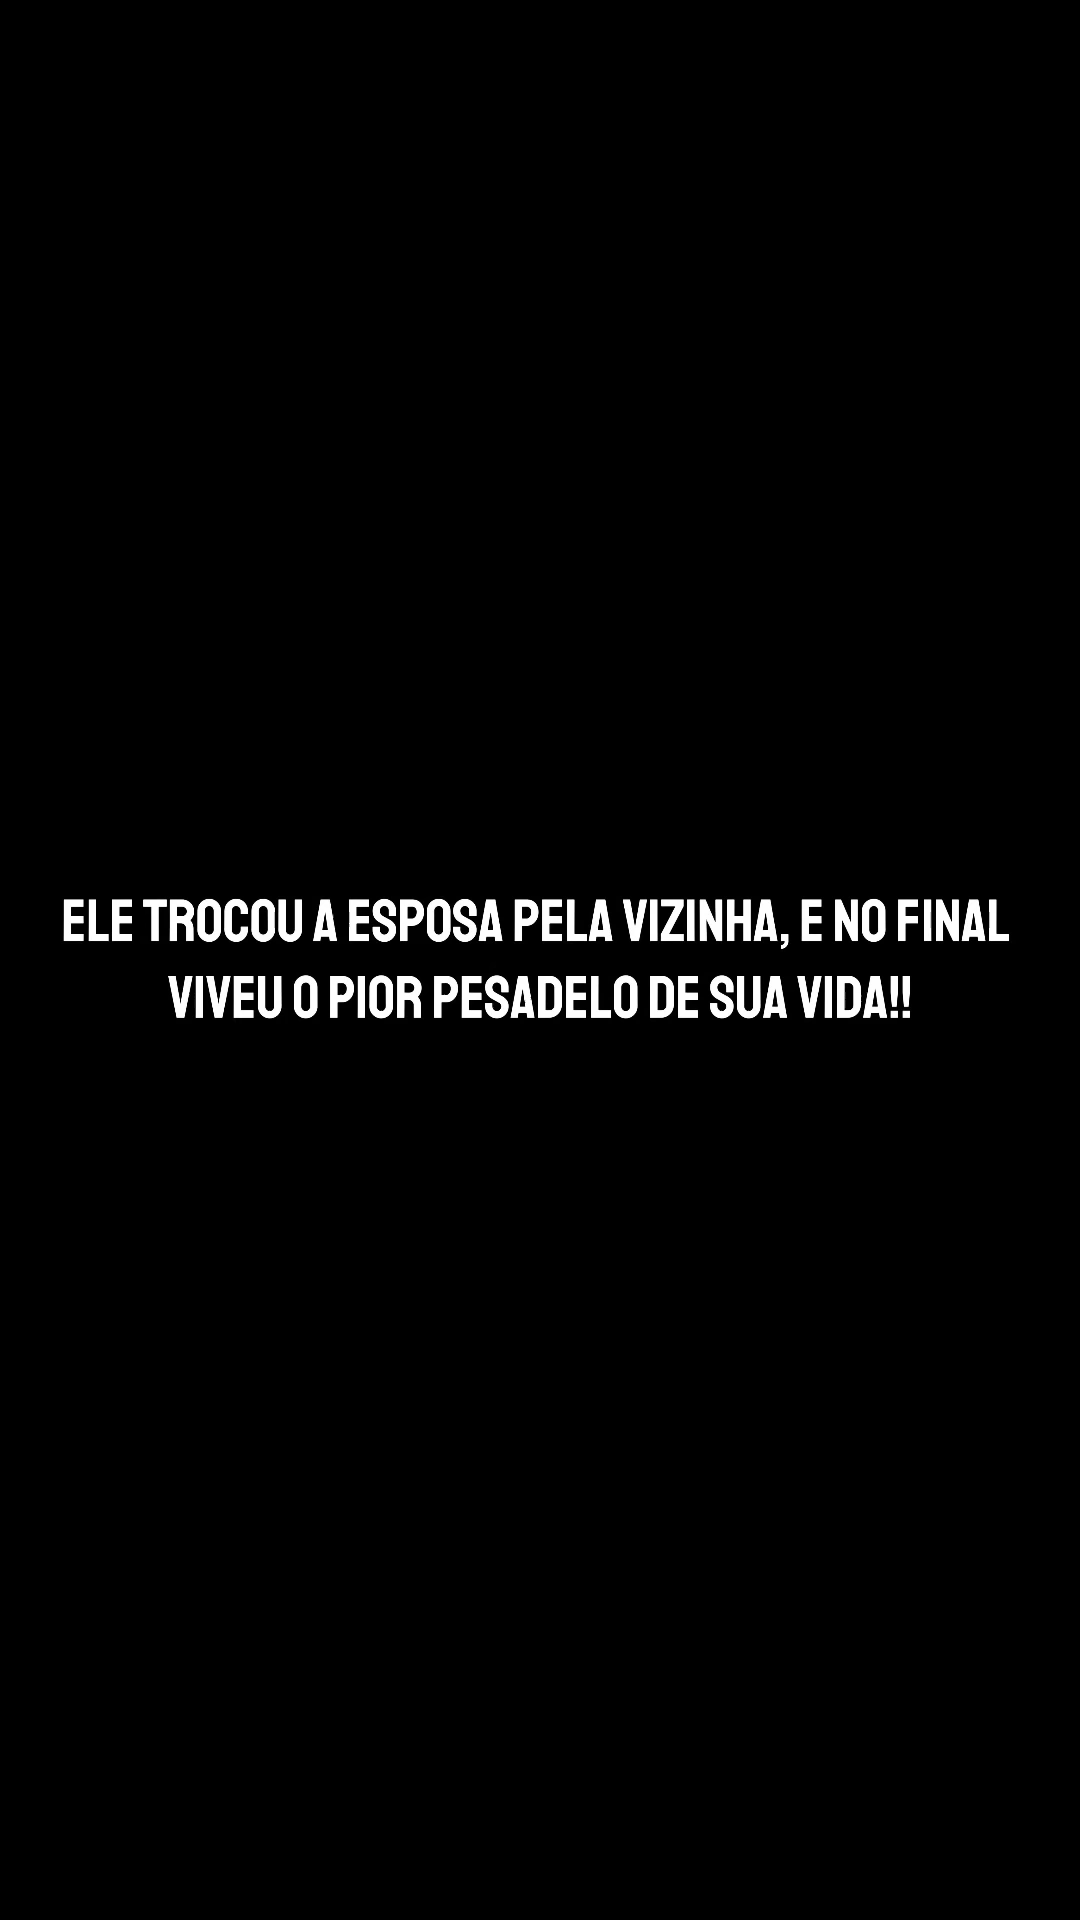 ELE TROCOU A ESPOSA PELA VIZINHA, E NO FINAL
VIVEU O PIOR PESADELO DE SUA VIDA!!